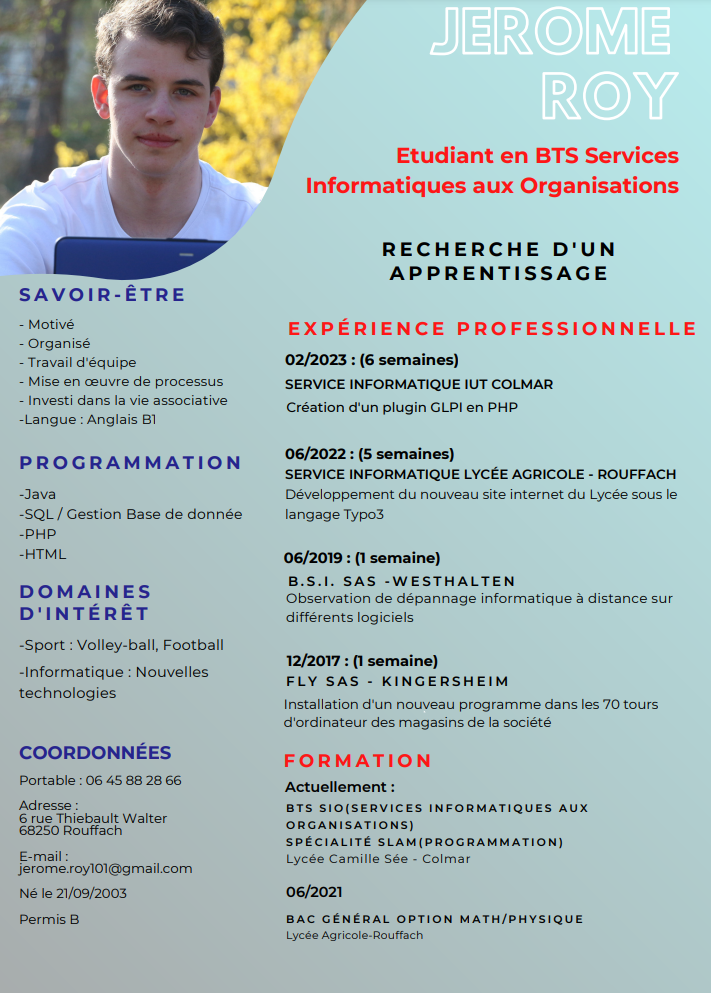 JEROME
ROY
Etudiant en BTS Services
Informatiques aux Organisations
RECHERCHE D'UN
APPRENTISSAGE
SAVOIR-ÊTRE
- Motivé
- Organisé
- Travail d'équipe
- Mise en œuvre de processus
- Investi dans la vie associative
-Langue : Anglais B1
PROGRAMMATION
-Java
-SQL / Gestion Base de donnée
-PHP
-HTML
DOMAINES
D'INTÉRÊT
-Sport : Volley-ball, Football
-Informatique : Nouvelles
technologies
COORDONNÉES
Portable : 06 45 88 28 66
Adresse :
6 rue Thiebault Walter
68250 Rouffach
E-mail :
jerome.roy101@gmail.com
Né le 21/09/2003
Permis B
EXPÉRIENCE PROFESSIONNELLE
02/2023 : (6 semaines)
SERVICE INFORMATIQUE IUT COLMAR
Création d'un plugin GLPI en PHP
06/2022 : (5 semaines)
SERVICE INFORMATIQUE LYCÉE AGRICOLE - ROUFFACH
Développement du nouveau site internet du Lycée sous le
langage Typo3
06/2019 : (1 semaine)
B.S.I. SAS -WESTHALTEN
Observation de dépannage informatique à distance sur
différents logiciels
12/2017 : (1 semaine)
FLY SAS - KINGERSHEIM
Installation d'un nouveau programme dans les 70 tours
d'ordinateur des magasins de la société
FORMATION
Actuellement :
BTS SIO(SERVICES INFORMATIQUES AUX
ORGANISATIONS)
SPÉCIALITÉ SLAM(PROGRAMMATION)
Lycée Camille Sée - Colmar
06/2021
BAC GÉNÉRAL OPTION MATH/PHYSIQUE
Lycée Agricole-Rouffach